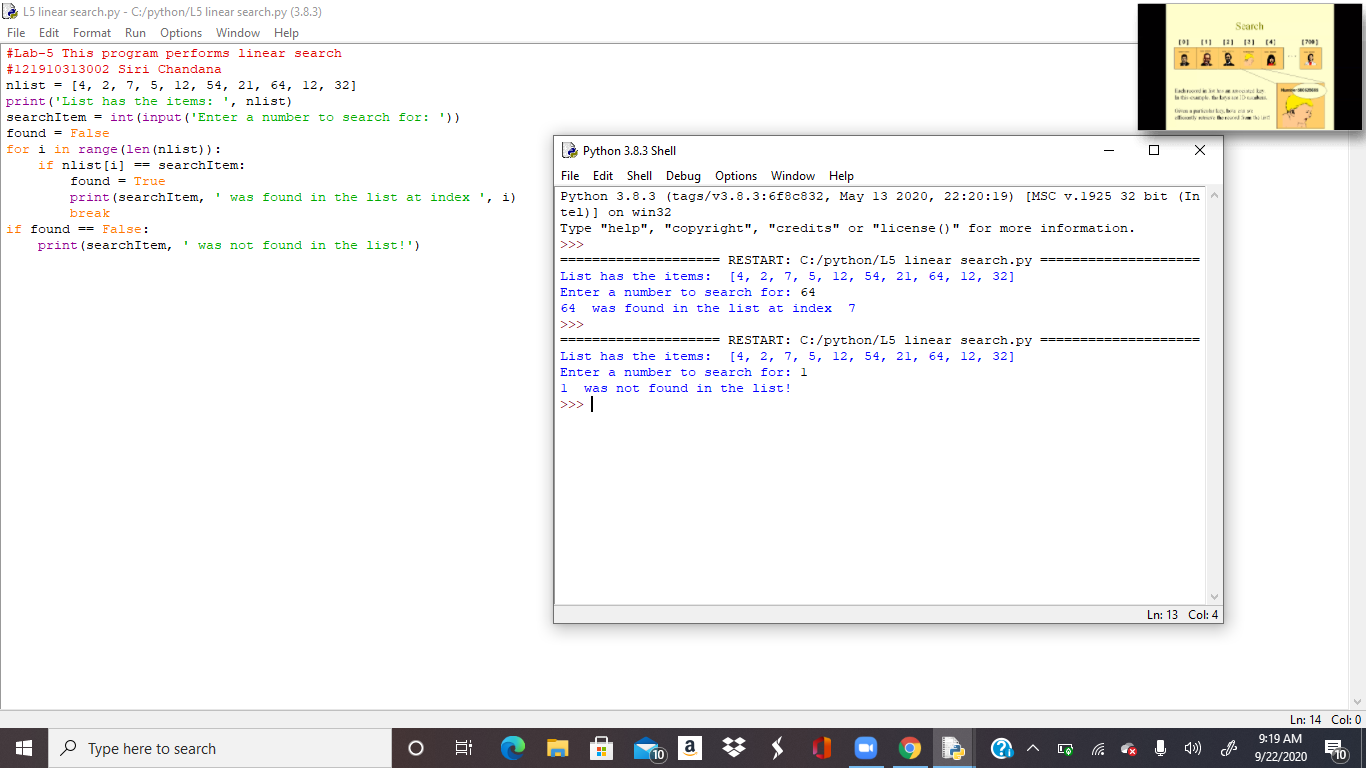 L5 linear search.py - C:/python/L5 linear search.py (3.8.3)
File Edit Format Run Options Window Help
#Lab-5 This program performs linear search
#121910313002 Siri Chandana
nlist = [4, 2, 7, 5, 12, 54, 21, 64, 12, 32]
print('List has the items: ', nlist)
searchItem = int(input('Enter a number to search for: '))
found = False
for i in range(len(nlist)):
    if nlist[i] == searchItem:
        found = True
        print(searchItem, ' was found in the list at index ', i)
        break
if found == False:
    print(searchItem, ' was not found in the list!')
Search
[0] [1] [2] [3] [4] [700]
Each record in list has an associated key.
In this example, the keys are ID numbers.
Given a particular key, how can we
efficiently retrieve the record from the list?
Python 3.8.3 Shell
File Edit Shell Debug Options Window Help
Python 3.8.3 (tags/v3.8.3:6f8c832, May 13 2020, 22:20:19) [MSC v.1925 32 bit (In
tel)] on win32
Type "help", "copyright", "credits" or "license()" for more information.
>>>
==================== RESTART: C:/python/L5 linear search.py ====================
List has the items:  [4, 2, 7, 5, 12, 54, 21, 64, 12, 32]
Enter a number to search for: 64
64  was found in the list at index  7
>>>
==================== RESTART: C:/python/L5 linear search.py ====================
List has the items:  [4, 2, 7, 5, 12, 54, 21, 64, 12, 32]
Enter a number to search for: 1
1  was not found in the list!
>>>
Ln: 13 Col: 4
Ln: 14 Col: 0
Type here to search
10
a
9:19 AM
9/22/2020
10